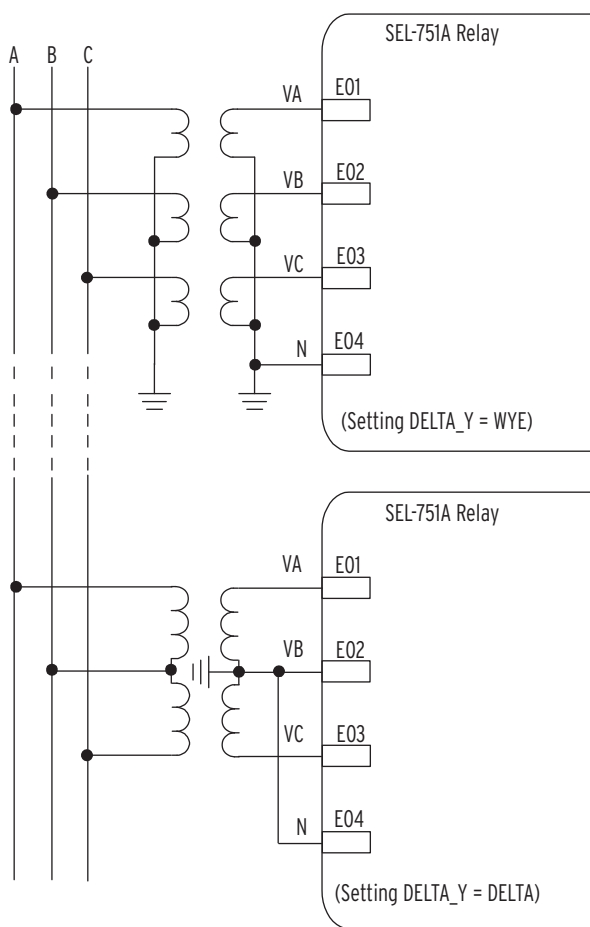 SEL-751A Relay
A B C
VA E01
VB E02
VC E03
N E04
(Setting DELTA_Y = WYE)
SEL-751A Relay
VA E01
VB E02
VC E03
N E04
(Setting DELTA_Y = DELTA)